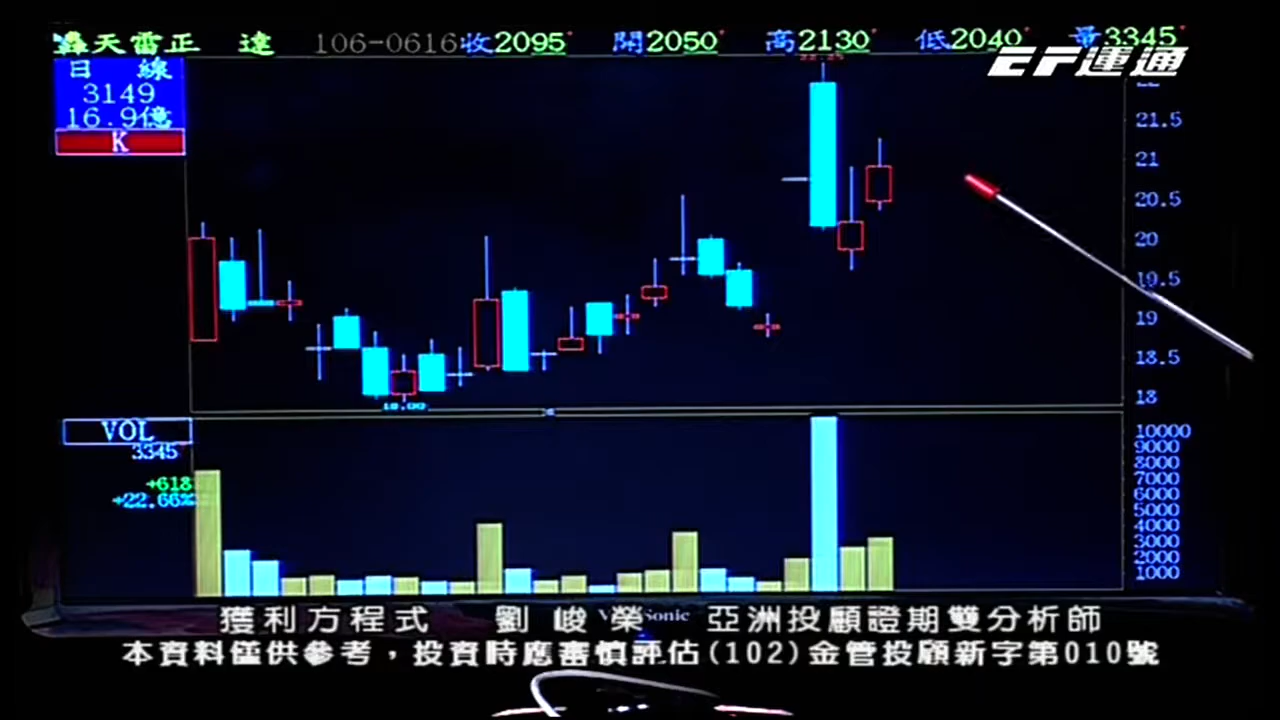 轟天雷正 達 106-0616 收2095 開2050 高2130 低2040 量3345
EF運通
日 線
3149
16.9億
K
21.5
21
20.5
20
19.5
19
18.5
18
18.00
VOL
3345
+618
+22.66%
10000
9000
8000
7000
6000
5000
4000
3000
2000
1000
獲利方程式 劉峻榮 亞洲投顧證期雙分析師
本資料僅供參考，投資時應審慎評估(102)金管投顧新字第010號